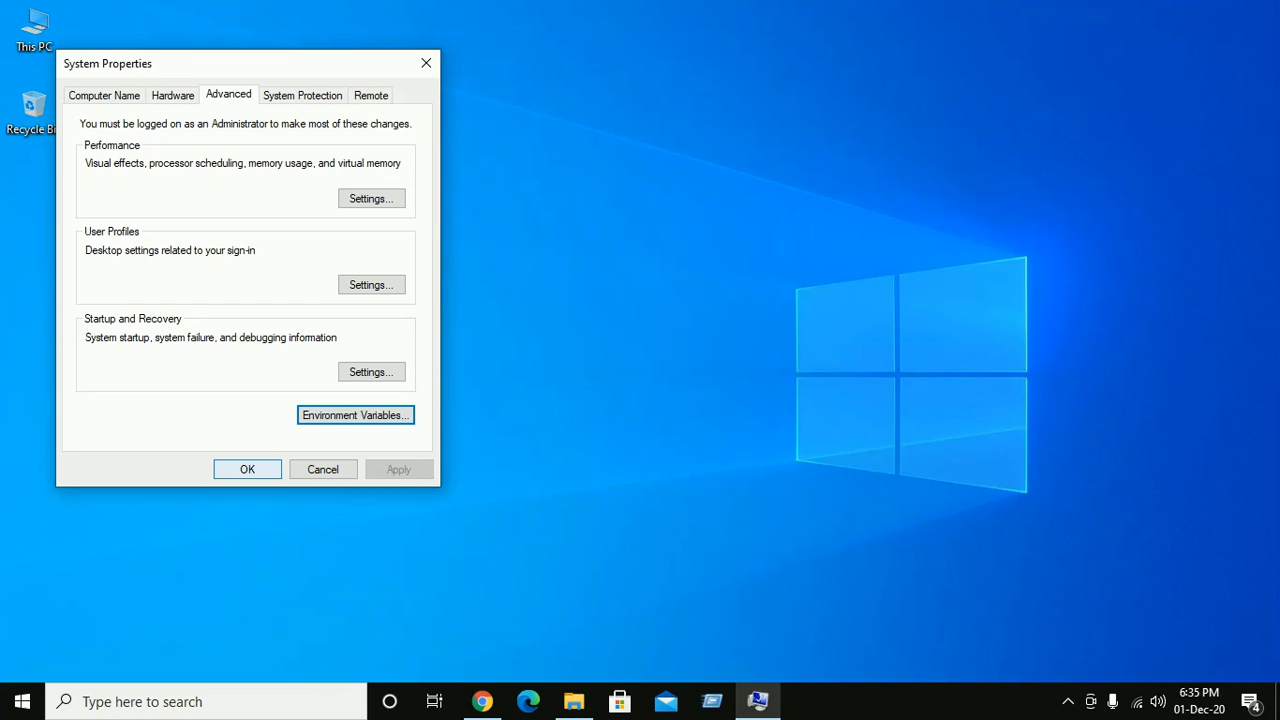 This PC
Recycle Bi
System Properties
Computer Name
Hardware
Advanced
System Protection
Remote
You must be logged on as an Administrator to make most of these changes.
Performance
Visual effects, processor scheduling, memory usage, and virtual memory
Settings...
User Profiles
Desktop settings related to your sign-in
Settings...
Startup and Recovery
System startup, system failure, and debugging information
Settings...
Environment Variables...
OK
Cancel
Apply
Type here to search
6:35 PM
01-Dec-20
4